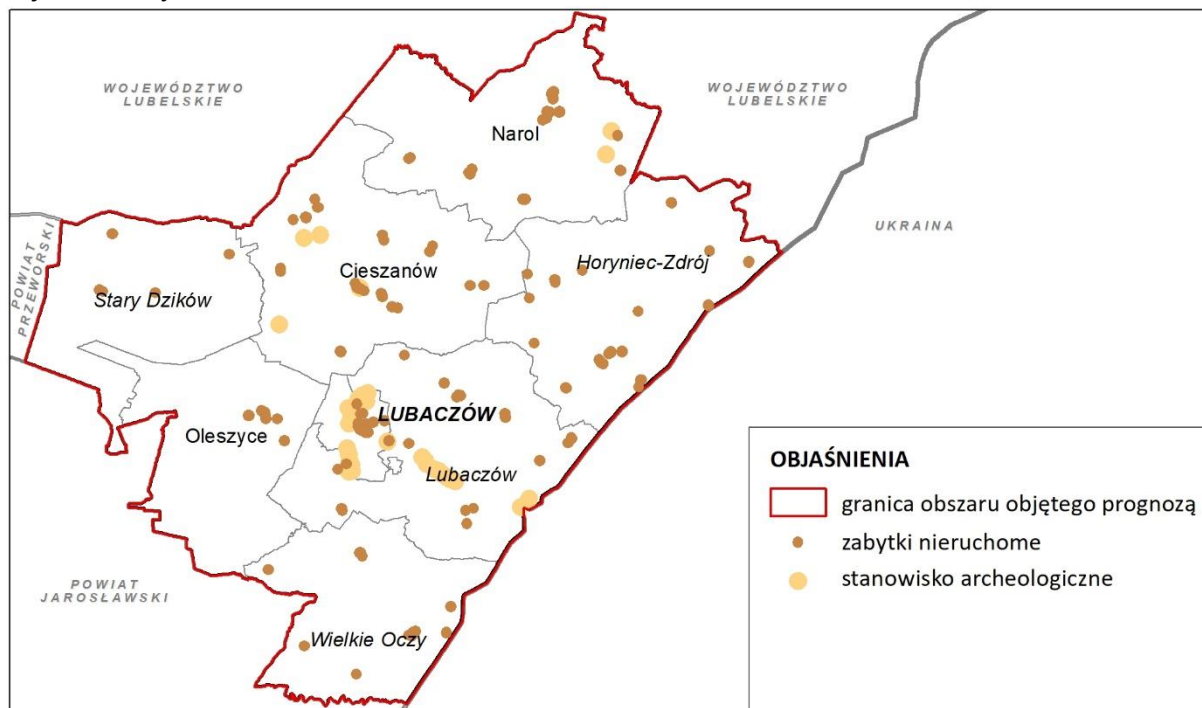 WOJEWÓDZTWO
LUBELSKIE
WOJEWÓDZTWO
LUBELSKIE
Narol
UKRAINA
POWIAT
PRZEWORSKI
Horyniec-Zdrój
Cieszanów
Stary Dzików
LUBACZÓW
Oleszyce
Lubaczów
POWIAT
JAROSŁAWSKI
Wielkie Oczy
OBJAŚNIENIA
granica obszaru objętego prognozą
zabytki nieruchome
stanowisko archeologiczne